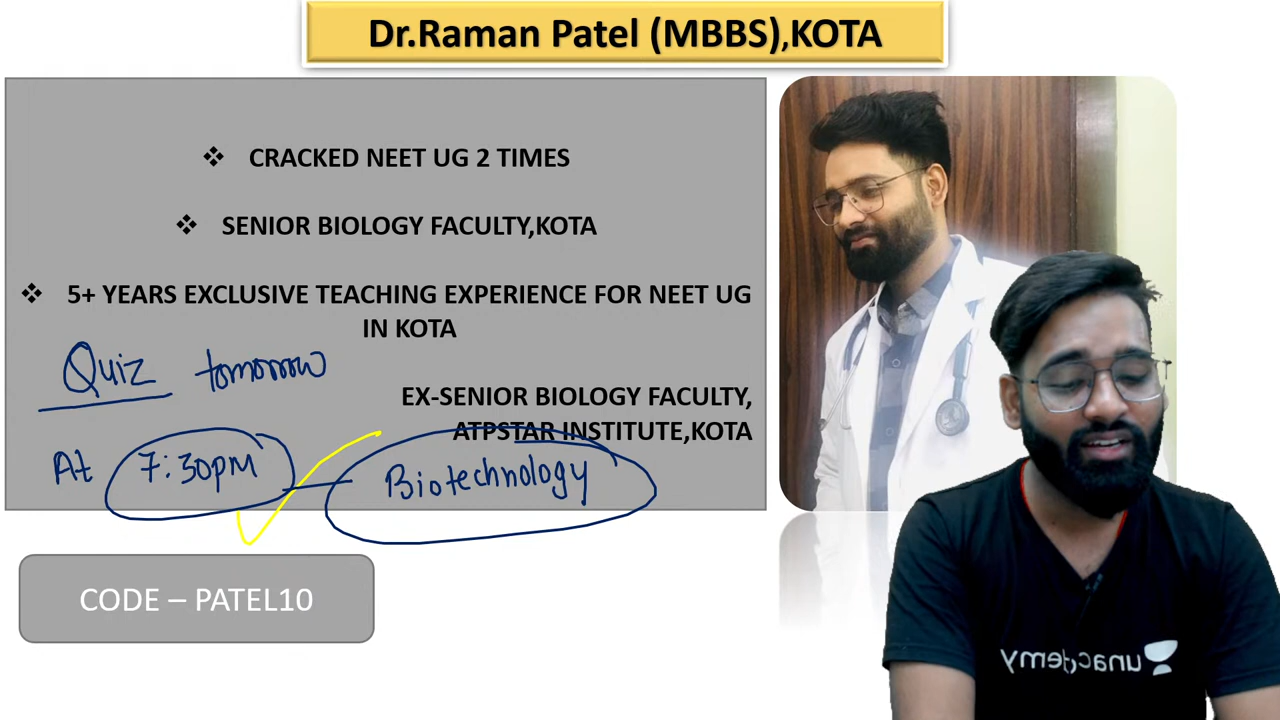 Dr.Raman Patel (MBBS),KOTA
❖ CRACKED NEET UG 2 TIMES
❖ SENIOR BIOLOGY FACULTY,KOTA
❖ 5+ YEARS EXCLUSIVE TEACHING EXPERIENCE FOR NEET UG
IN KOTA
Quiz tomorrow
EX-SENIOR BIOLOGY FACULTY,
ATPSTAR INSTITUTE,KOTA
At 7:30pm Biotechnology
CODE – PATEL10
unacademy